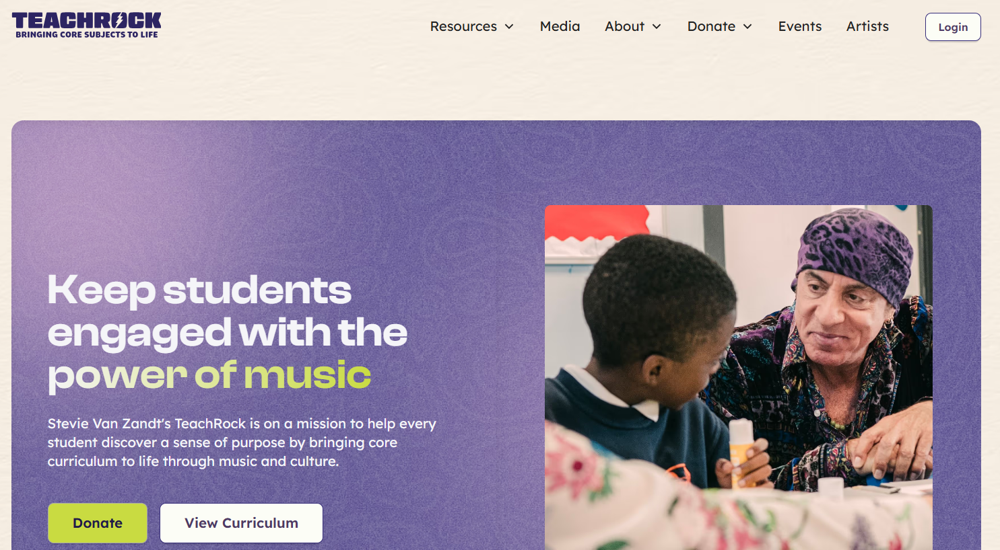 TEACHROCK
BRINGING CORE SUBJECTS TO LIFE
Resources Media About Donate Events Artists Login
Keep students
engaged with the
power of music
Stevie Van Zandt's TeachRock is on a mission to help every
student discover a sense of purpose by bringing core
curriculum to life through music and culture.
Donate View Curriculum